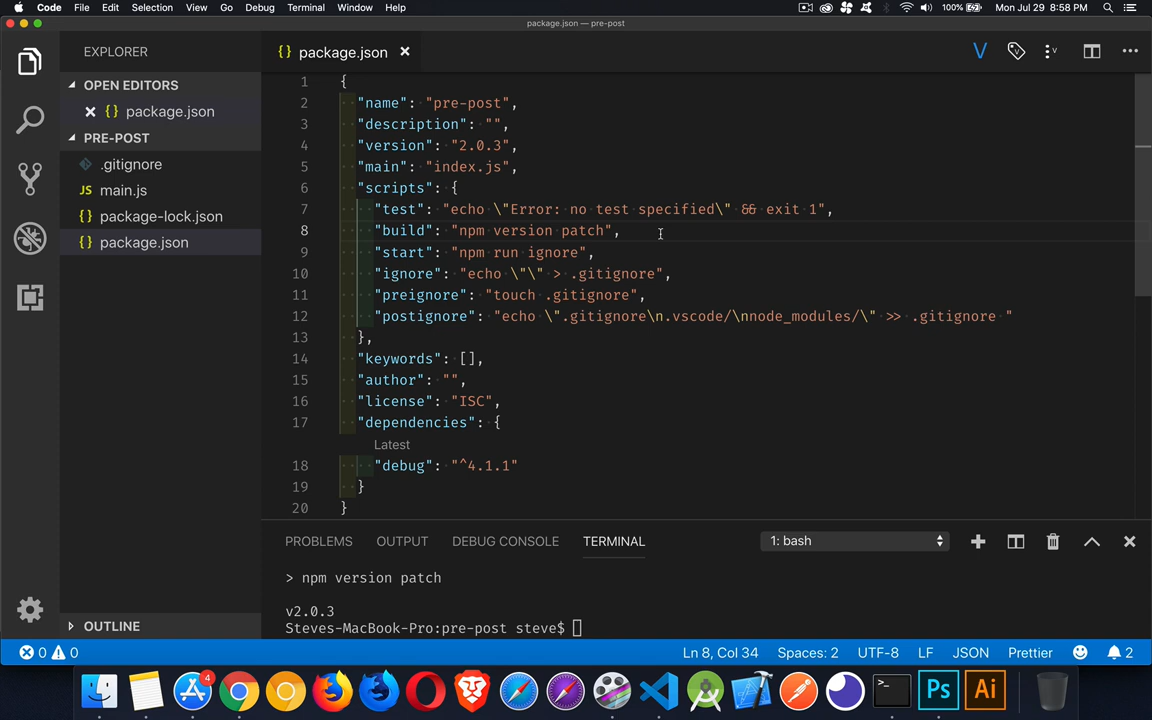 Code File Edit Selection View Go Debug Terminal Window Help 100% Mon Jul 29 8:58 PM
package.json — pre-post
EXPLORER
OPEN EDITORS
package.json
PRE-POST
.gitignore
JS main.js
package-lock.json
package.json
OUTLINE
{} package.json ×
1 {
2 "name": "pre-post",
3 "description": "",
4 "version": "2.0.3",
5 "main": "index.js",
6 "scripts": {
7 "test": "echo \"Error: no test specified\" && exit 1",
8 "build": "npm version patch",
9 "start": "npm run ignore",
10 "ignore": "echo \"\" > .gitignore",
11 "preignore": "touch .gitignore",
12 "postignore": "echo \".gitignore\n.vscode/\nnode_modules/\" >> .gitignore "
13 },
14 "keywords": [],
15 "author": "",
16 "license": "ISC",
17 "dependencies": {
Latest
18 "debug": "^4.1.1"
19 }
20 }
PROBLEMS OUTPUT DEBUG CONSOLE TERMINAL 1: bash
> npm version patch
v2.0.3
Steves-MacBook-Pro:pre-post steve$
0 0 Ln 8, Col 34 Spaces: 2 UTF-8 LF JSON Prettier 2
4
>_
Ps
Ai